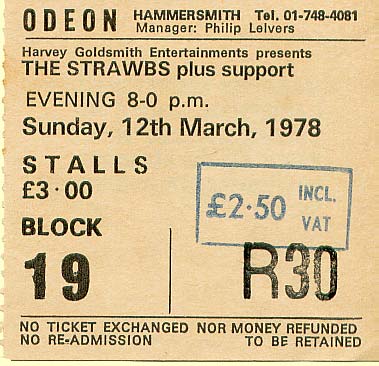 ODEON HAMMERSMITH Tel. 01-748-4081
Manager: Philip Lelvers
Harvey Goldsmith Entertainments presents
THE STRAWBS plus support
EVENING 8-0 p.m.
Sunday, 12th March, 1978
STALLS
£3·00
£2·50 INCL. VAT
BLOCK
19 R30
NO TICKET EXCHANGED NOR MONEY REFUNDED
NO RE-ADMISSION TO BE RETAINED